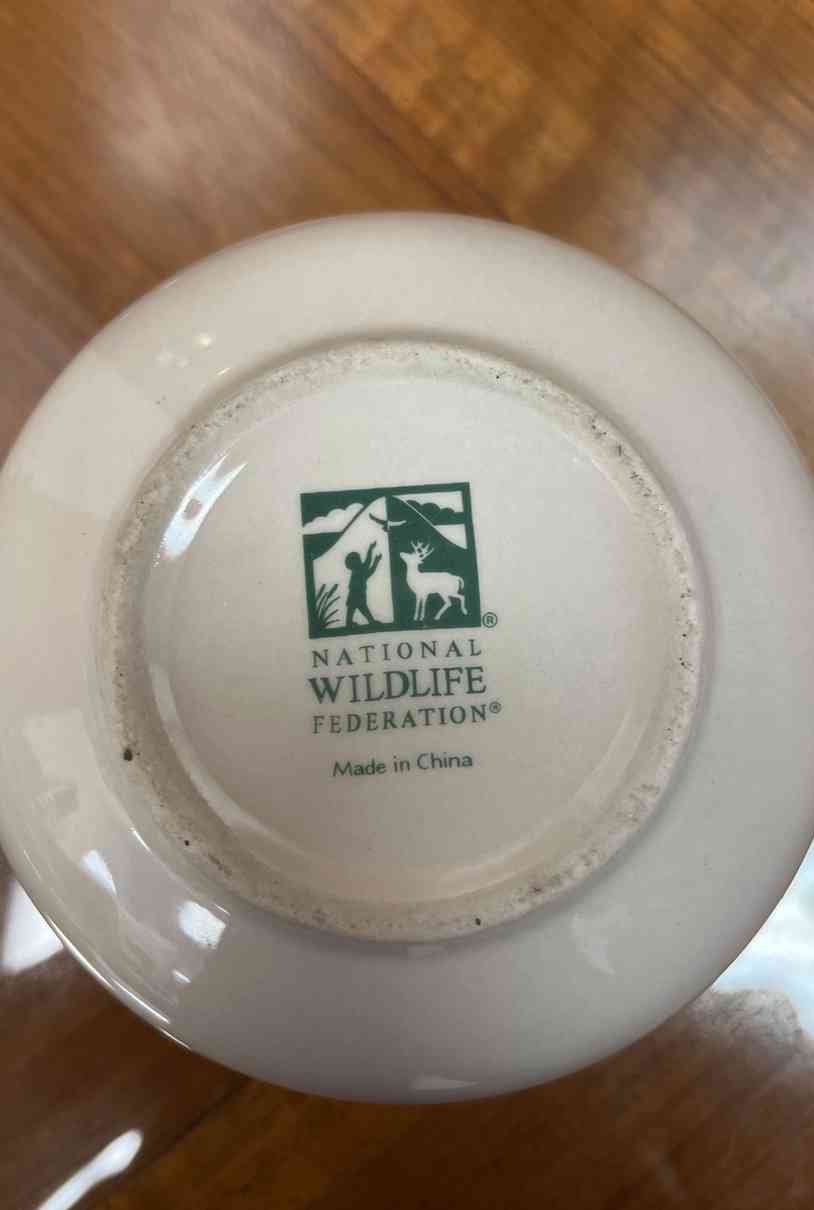 ®
NATIONAL
WILDLIFE
FEDERATION®
Made in China